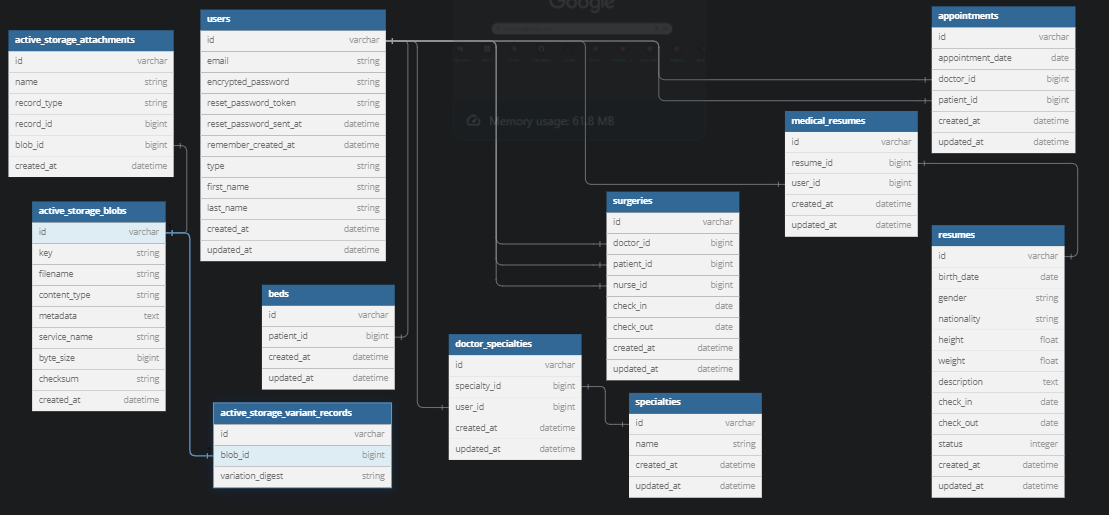 Google
Memory usage: 61.8 MB
active_storage_attachments
id varchar
name string
record_type string
record_id bigint
blob_id bigint
created_at datetime
users
id varchar
email string
encrypted_password string
reset_password_token string
reset_password_sent_at datetime
remember_created_at datetime
type string
first_name string
last_name string
created_at datetime
updated_at datetime
appointments
id varchar
appointment_date date
doctor_id bigint
patient_id bigint
created_at datetime
updated_at datetime
medical_resumes
id varchar
resume_id bigint
user_id bigint
created_at datetime
updated_at datetime
active_storage_blobs
id varchar
key string
filename string
content_type string
metadata text
service_name string
byte_size bigint
checksum string
created_at datetime
surgeries
id varchar
doctor_id bigint
patient_id bigint
nurse_id bigint
check_in date
check_out date
created_at datetime
updated_at datetime
resumes
id varchar
birth_date date
gender string
nationality string
height float
weight float
description text
check_in date
check_out date
status integer
created_at datetime
updated_at datetime
beds
id varchar
patient_id bigint
created_at datetime
updated_at datetime
doctor_specialties
id varchar
specialty_id bigint
user_id bigint
created_at datetime
updated_at datetime
specialties
id varchar
name string
created_at datetime
updated_at datetime
active_storage_variant_records
id varchar
blob_id bigint
variation_digest string